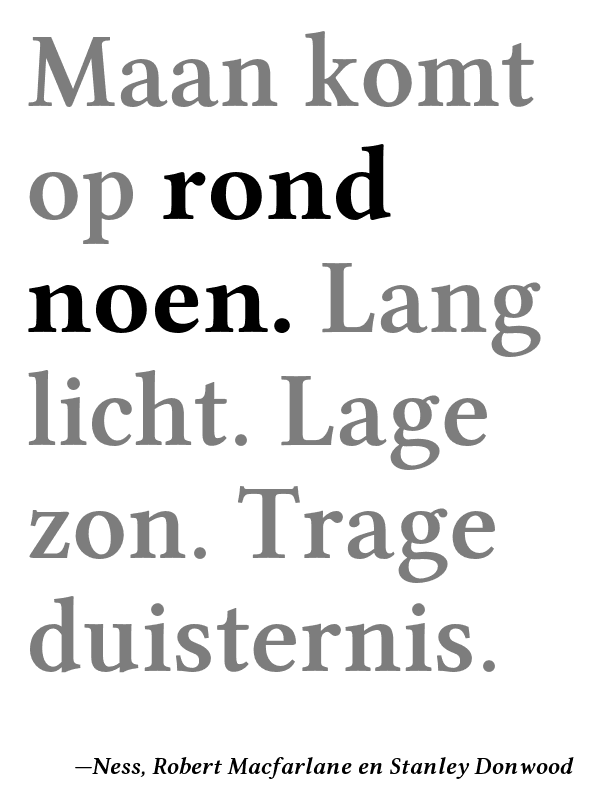 Maan komt
op rond
noen. Lang
licht. Lage
zon. Trage
duisternis.
—Ness, Robert Macfarlane en Stanley Donwood